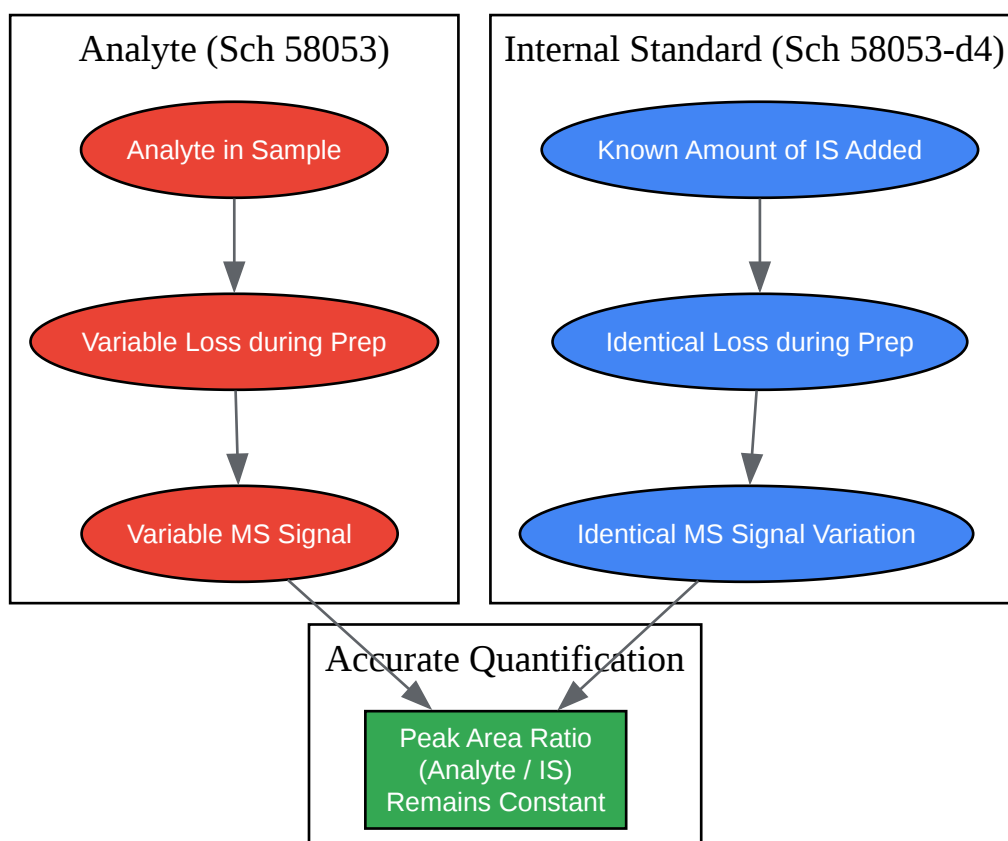 Analyte (Sch 58053)
Analyte in Sample
Variable Loss during Prep
Variable MS Signal
Internal Standard (Sch 58053-d4)
Known Amount of IS Added
Identical Loss during Prep
Identical MS Signal Variation
Accurate Quantification
Peak Area Ratio
(Analyte / IS)
Remains Constant